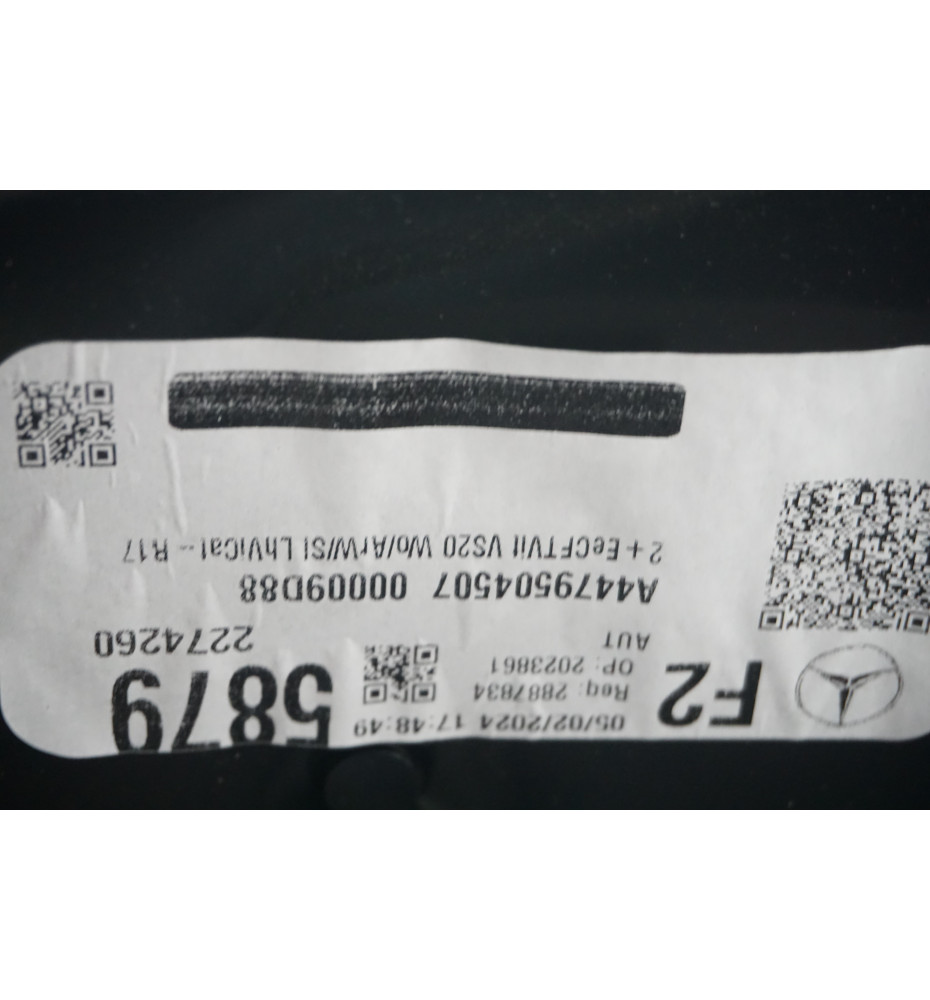 F2
05/02/2024 17:48:49
Req: 2887834
OP: 2023861
AUT
5879
2274260
A4479504507 00009D88
2+EecFTVII VS20 Wo/ArW/Sl LhViCat -- R17